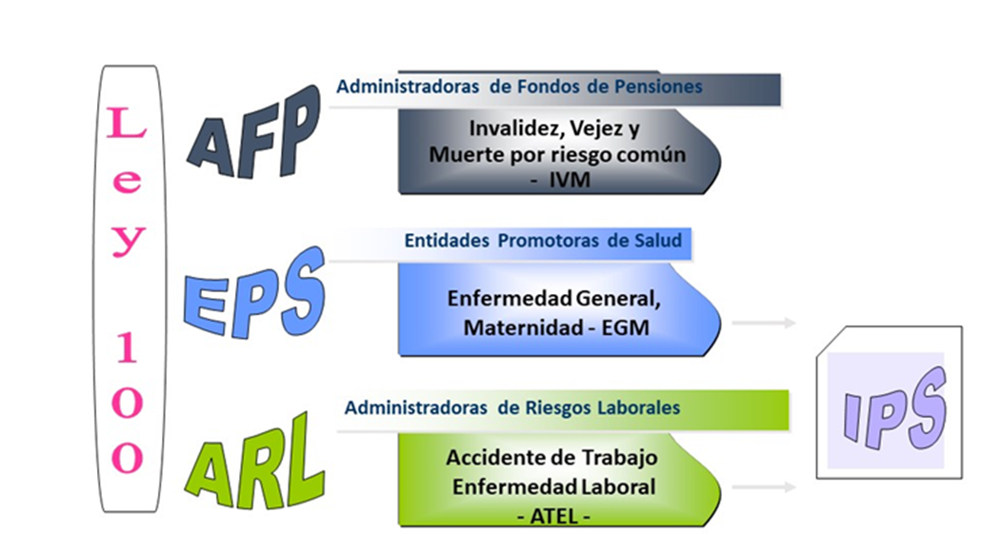 Ley 100
AFP
Administradoras de Fondos de Pensiones
Invalidez, Vejez y
Muerte por riesgo común
- IVM
EPS
Entidades Promotoras de Salud
Enfermedad General,
Maternidad - EGM
ARL
Administradoras de Riesgos Laborales
Accidente de Trabajo
Enfermedad Laboral
- ATEL -
IPS